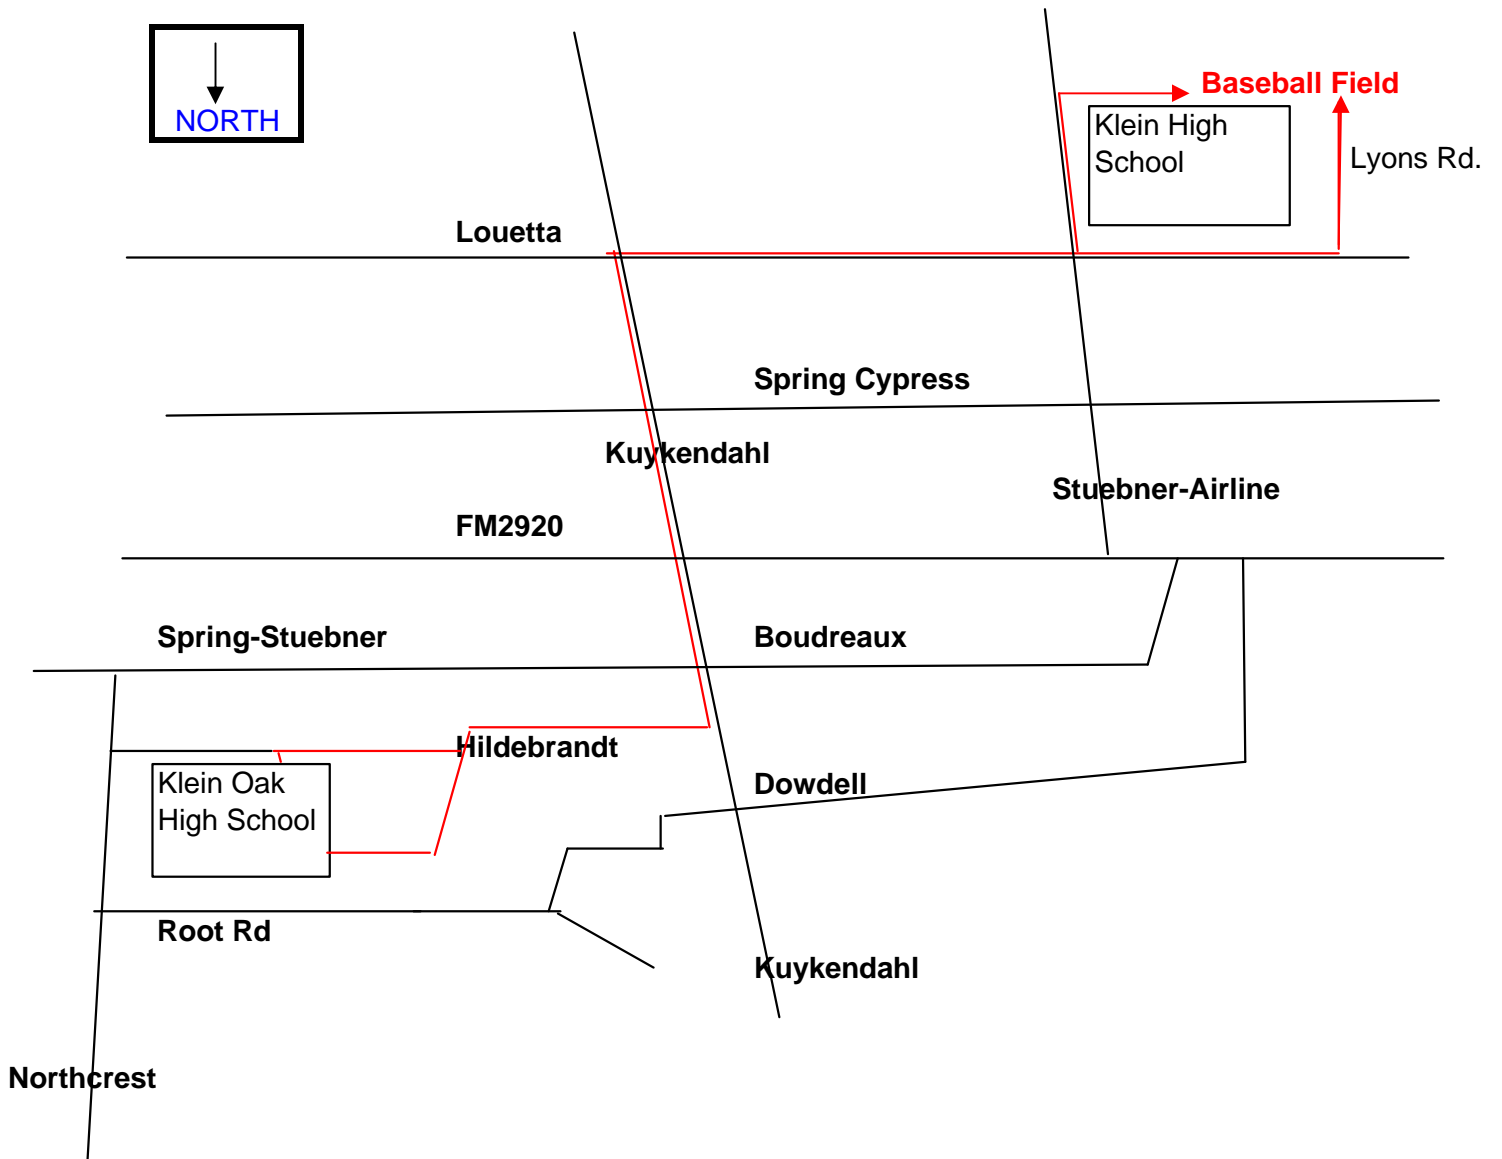 NORTH
Baseball Field
Klein High
School
Lyons Rd.
Louetta
Spring Cypress
Kuykendahl
Stuebner-Airline
FM2920
Spring-Stuebner
Boudreaux
Hildebrandt
Klein Oak
High School
Dowdell
Root Rd
Kuykendahl
Northcrest